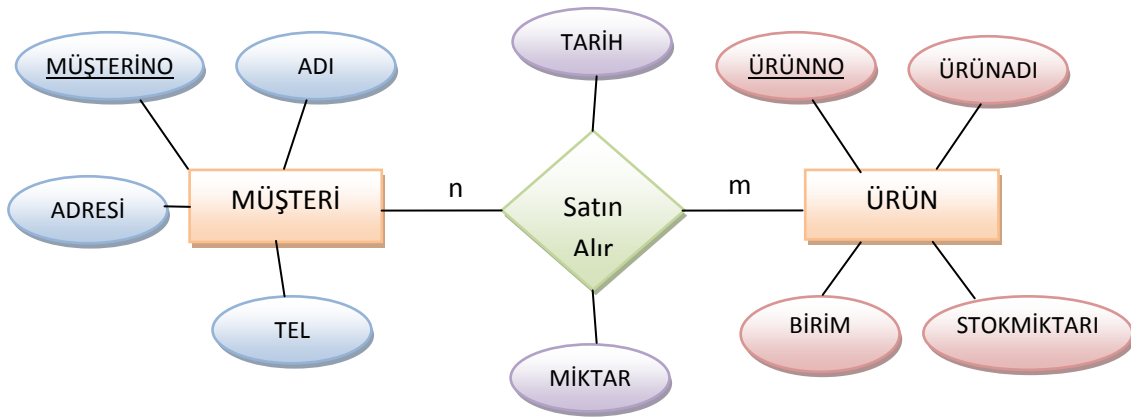 TARİH
MÜŞTERİNO
ADI
ÜRÜNNO
ÜRÜNADI
MÜŞTERİ
n
m
ÜRÜN
ADRESİ
Satın
Alır
TEL
BİRİM
STOKMİKTARI
MİKTAR